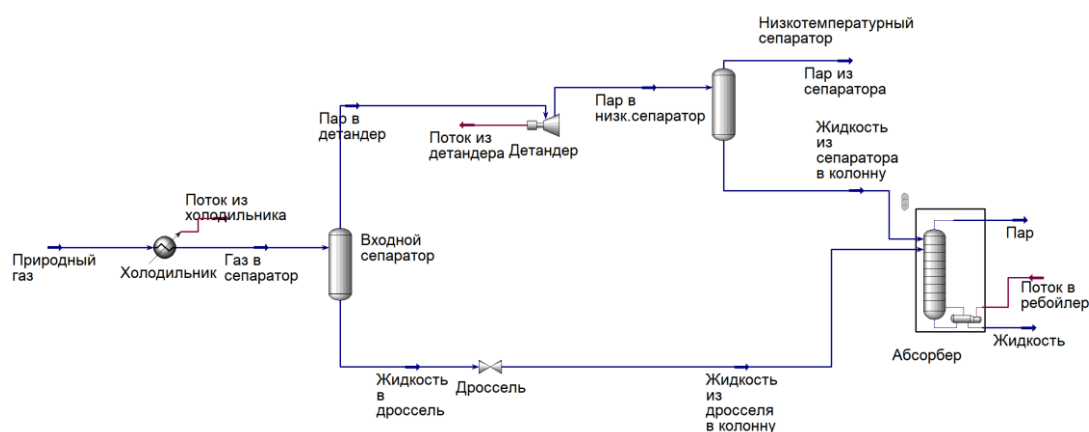 Низкотемпературный
сепаратор
Пар из
сепаратора
Пар в
детандер
Поток из
детандера
Детандер
Пар в
низк.сепаратор
Жидкость
из
сепаратора
в колонну
Поток из
холодильника
Природный
газ
Холодильник
Газ в
сепаратор
Входной
сепаратор
Пар
Поток в
ребойлер
Жидкость
Абсорбер
Жидкость
в
дроссель
Дроссель
Жидкость
из
дросселя
в колонну